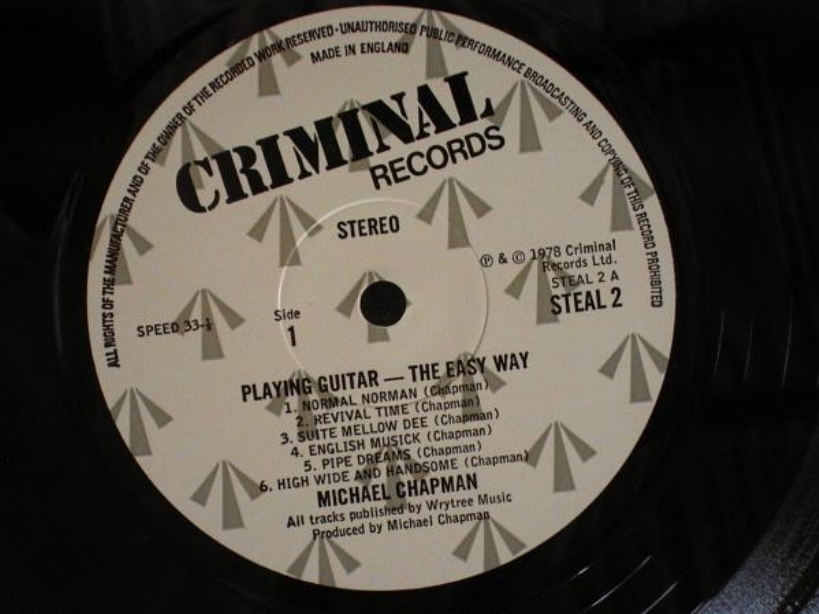 ALL RIGHTS OF THE MANUFACTURER AND OF THE OWNER OF THE RECORDED WORK RESERVED · UNAUTHORISED PUBLIC PERFORMANCE BROADCASTING AND COPYING OF THIS RECORD PROHIBITED
MADE IN ENGLAND
CRIMINAL
RECORDS
STEREO
℗ & © 1978 Criminal
Records Ltd.
STEAL 2 A
STEAL 2
SPEED 33-⅓
Side
1
PLAYING GUITAR — THE EASY WAY
1. NORMAL NORMAN (Chapman)
2. REVIVAL TIME (Chapman)
3. SUITE MELLOW DEE (Chapman)
4. ENGLISH MUSICK (Chapman)
5. PIPE DREAMS (Chapman)
6. HIGH WIDE AND HANDSOME (Chapman)
MICHAEL CHAPMAN
All tracks published by Wrytree Music
Produced by Michael Chapman